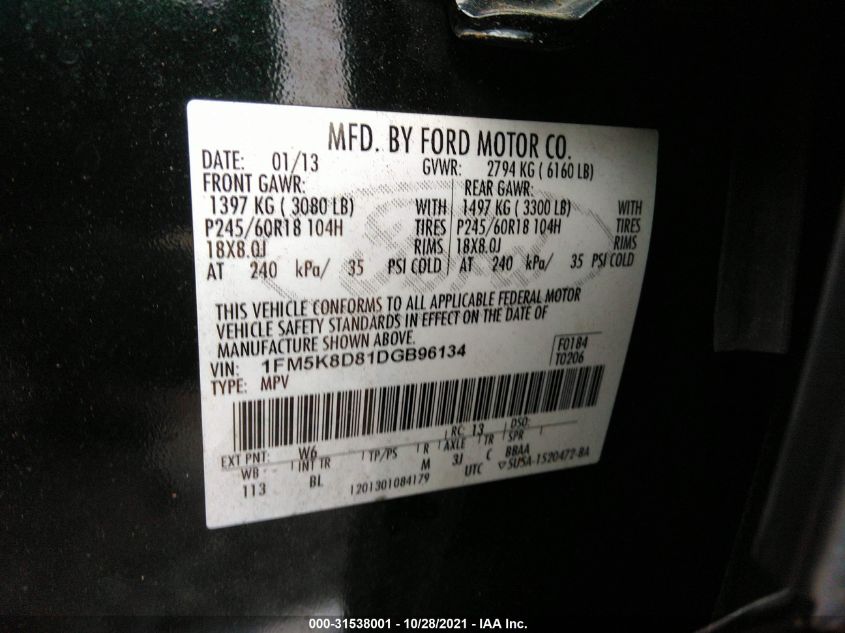 MFD. BY FORD MOTOR CO.
DATE: 01/13 GVWR: 2794 KG ( 6160 LB)
FRONT GAWR: REAR GAWR:
1397 KG ( 3080 LB) WITH 1497 KG ( 3300 LB) WITH
P245/60R18 104H TIRES P245/60R18 104H TIRES
18X8.0J RIMS 18X8.0J RIMS
AT 240 kPa/ 35 PSI COLD AT 240 kPa/ 35 PSI COLD
THIS VEHICLE CONFORMS TO ALL APPLICABLE FEDERAL MOTOR
VEHICLE SAFETY STANDARDS IN EFFECT ON THE DATE OF
MANUFACTURE SHOWN ABOVE.
VIN: 1FM5K8D81DGB96134 F0184
TYPE: MPV T0206
EXT PNT: W6 RC: 13 DSO:
WB INT TR TP/PS R AXLE TR SPR
113 BL M 3J C BBAA
1201301084179 UTC SU5A-1520472-BA
000-31538001 - 10/28/2021 - IAA Inc.